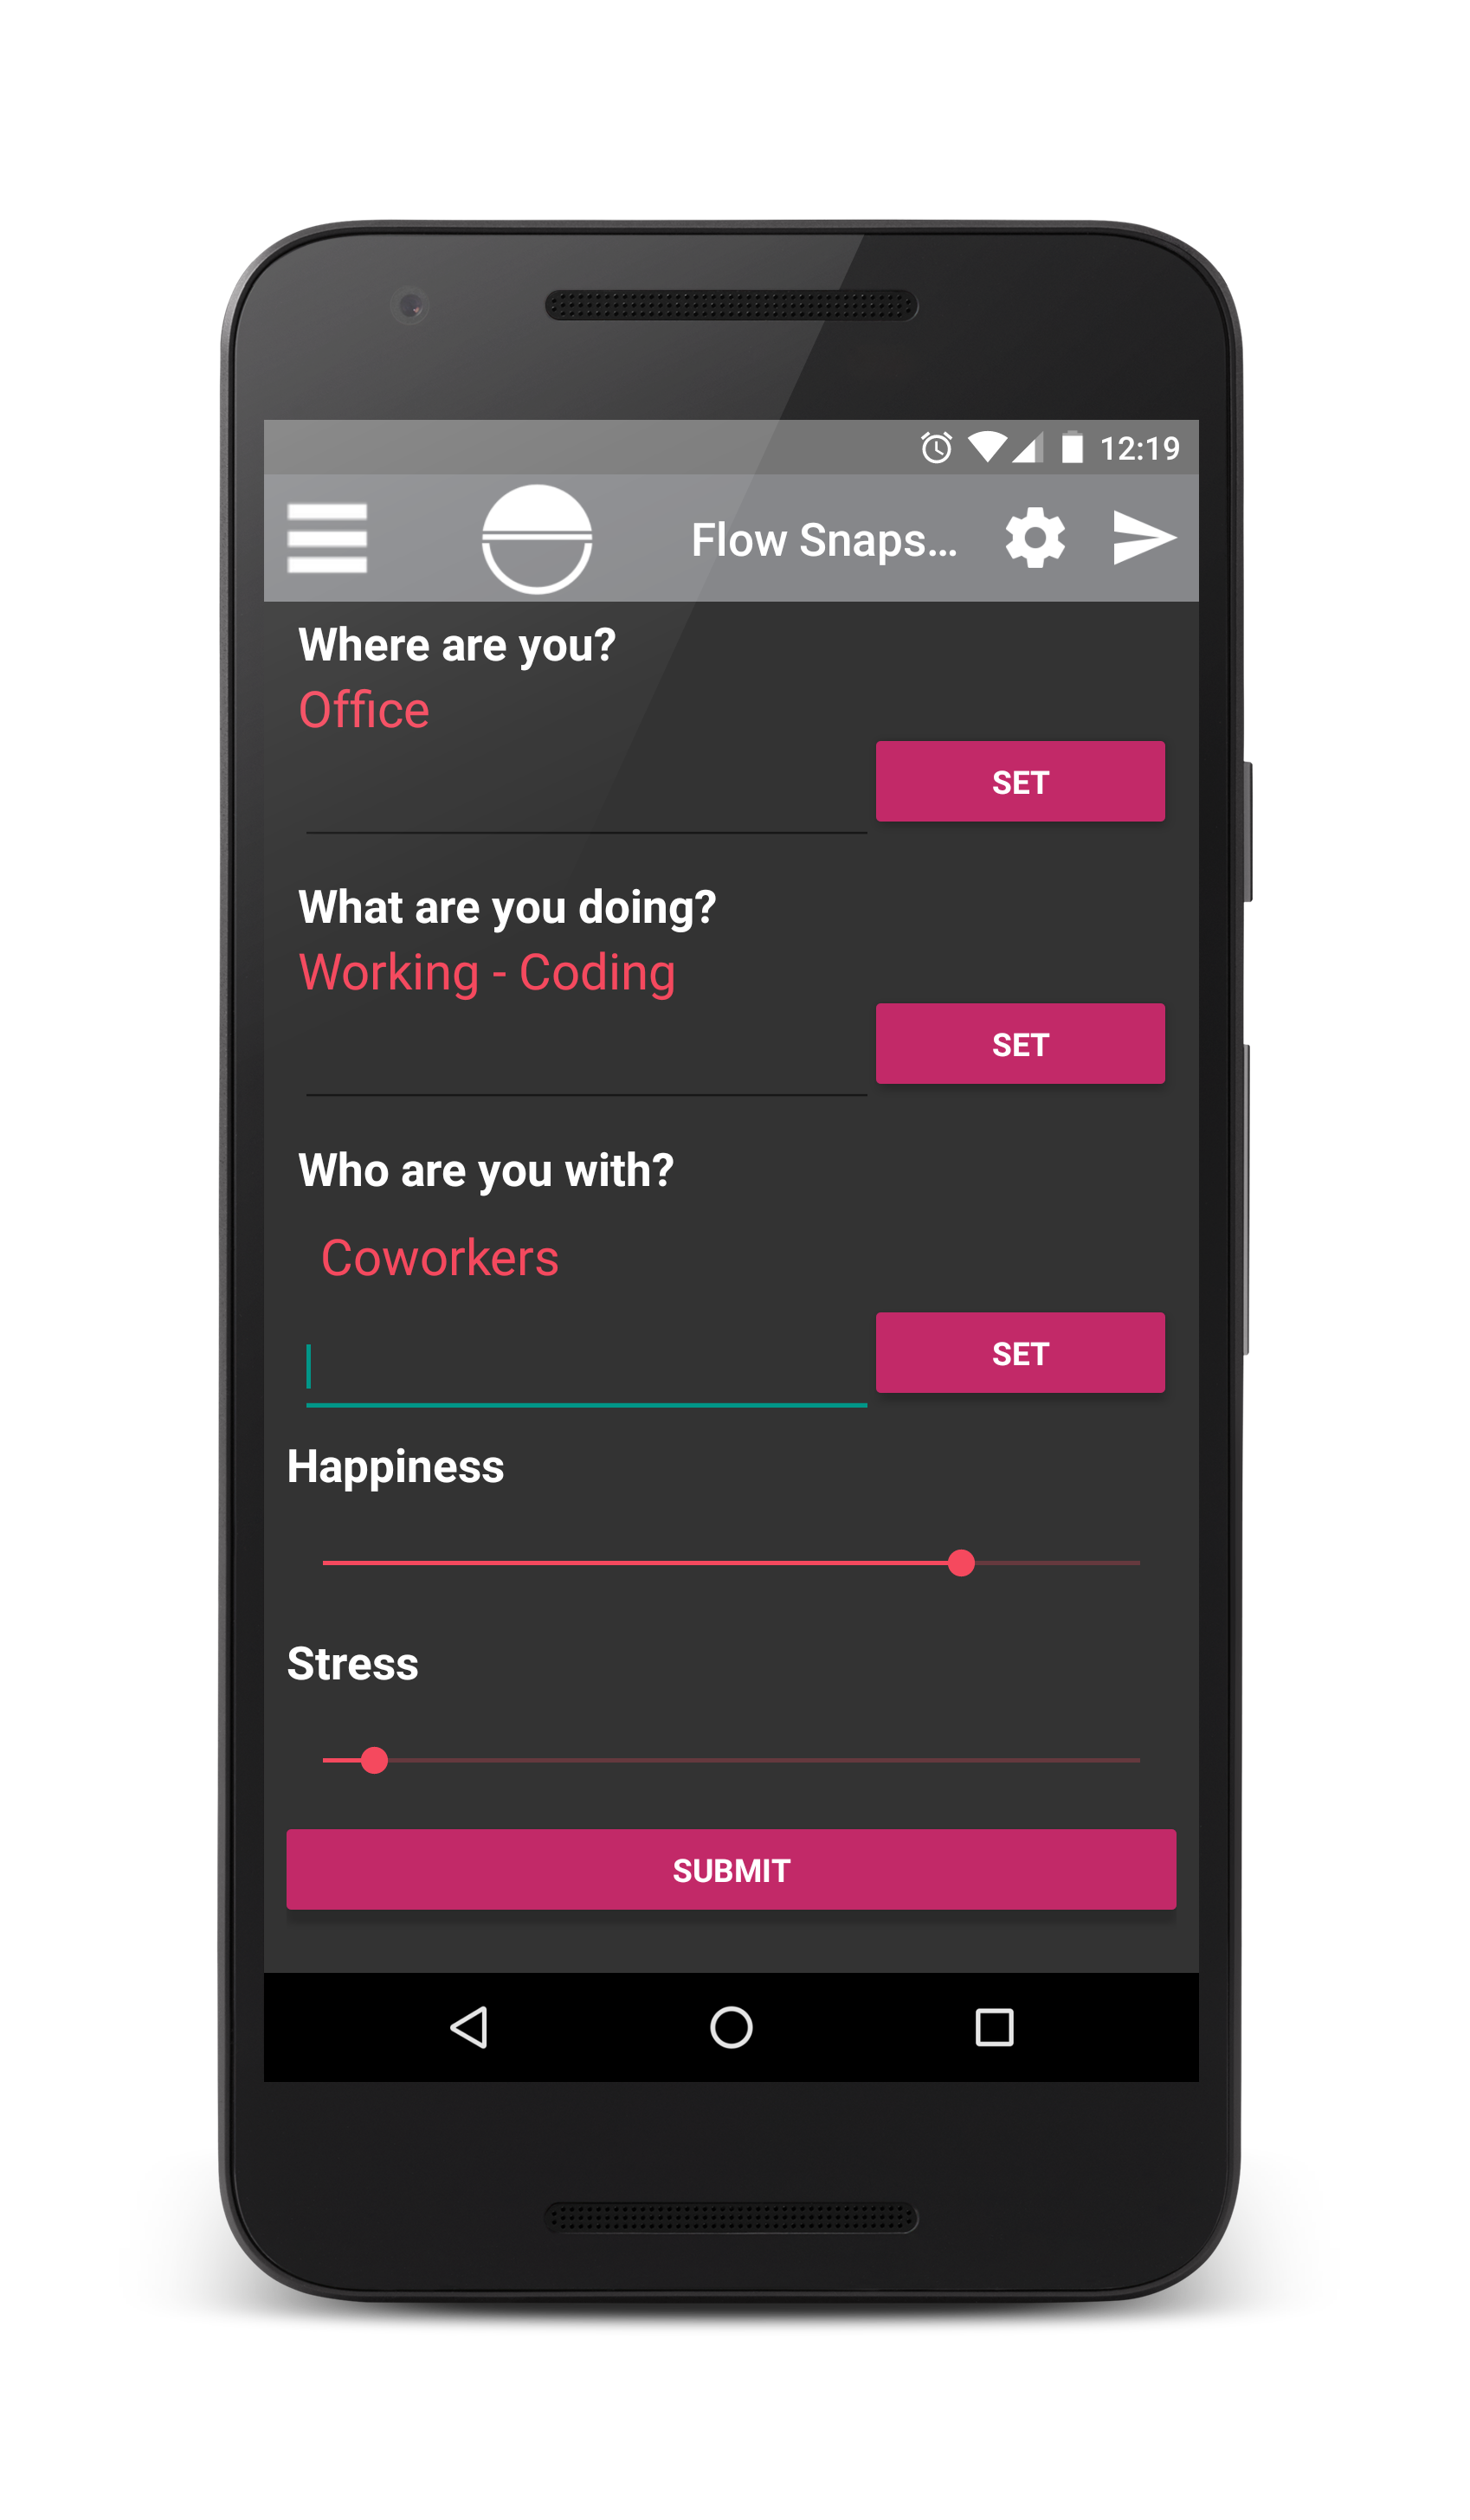 12:19
Flow Snaps...
Where are you?
Office
SET
What are you doing?
Working - Coding
SET
Who are you with?
Coworkers
SET
Happiness
Stress
SUBMIT